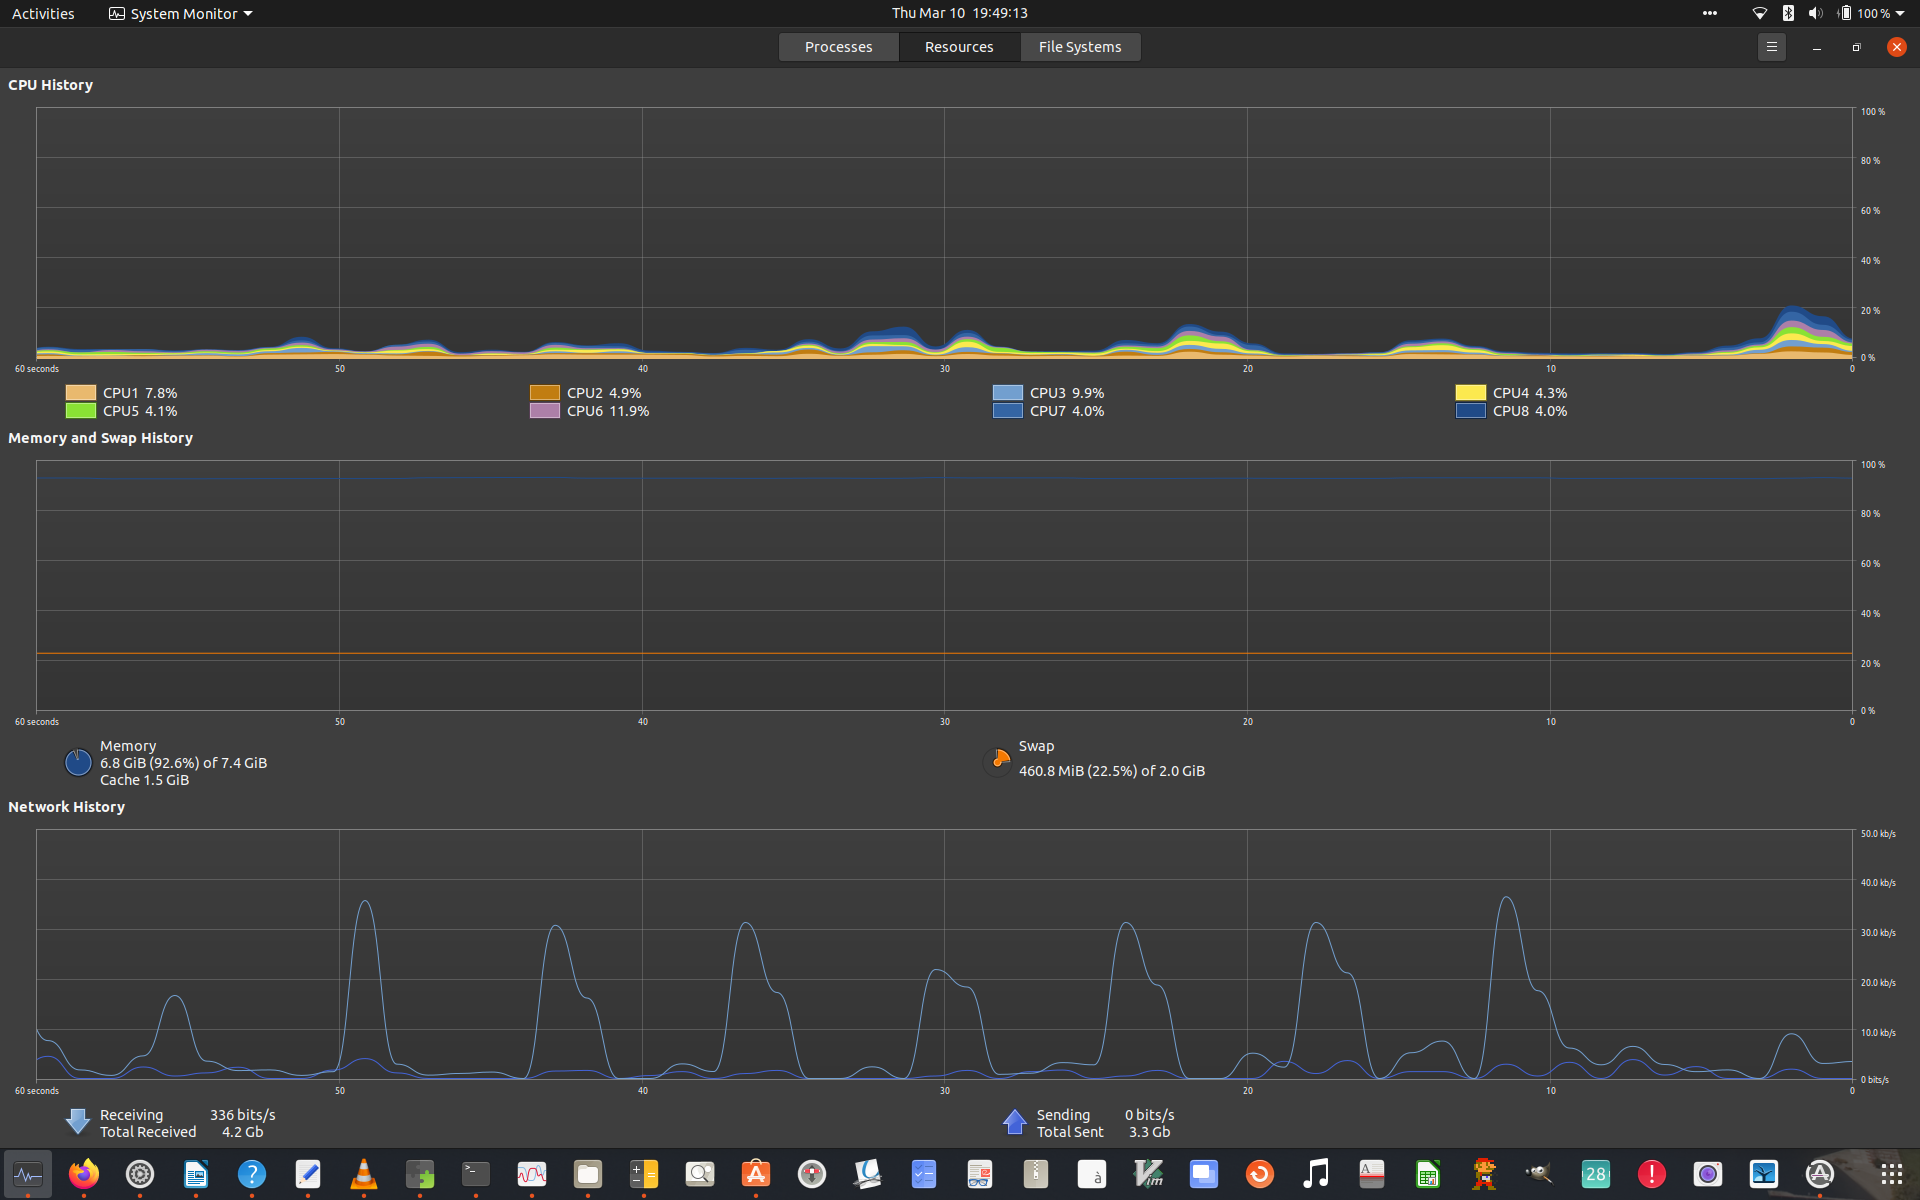 Activities
System Monitor
Thu Mar 10 19:49:13
100 %
Processes
Resources
File Systems
CPU History
100 %
80 %
60 %
40 %
20 %
0 %
60 seconds 50 40 30 20 10 0
CPU1 7.8% CPU2 4.9% CPU3 9.9% CPU4 4.3%
CPU5 4.1% CPU6 11.9% CPU7 4.0% CPU8 4.0%
Memory and Swap History
100 %
80 %
60 %
40 %
20 %
0 %
60 seconds 50 40 30 20 10 0
Memory
6.8 GiB (92.6%) of 7.4 GiB
Cache 1.5 GiB
Swap
460.8 MiB (22.5%) of 2.0 GiB
Network History
50.0 kb/s
40.0 kb/s
30.0 kb/s
20.0 kb/s
10.0 kb/s
0 bits/s
60 seconds 50 40 30 20 10 0
Receiving 336 bits/s
Total Received 4.2 Gb
Sending 0 bits/s
Total Sent 3.3 Gb
?
>_
à
Vim
A
28
!